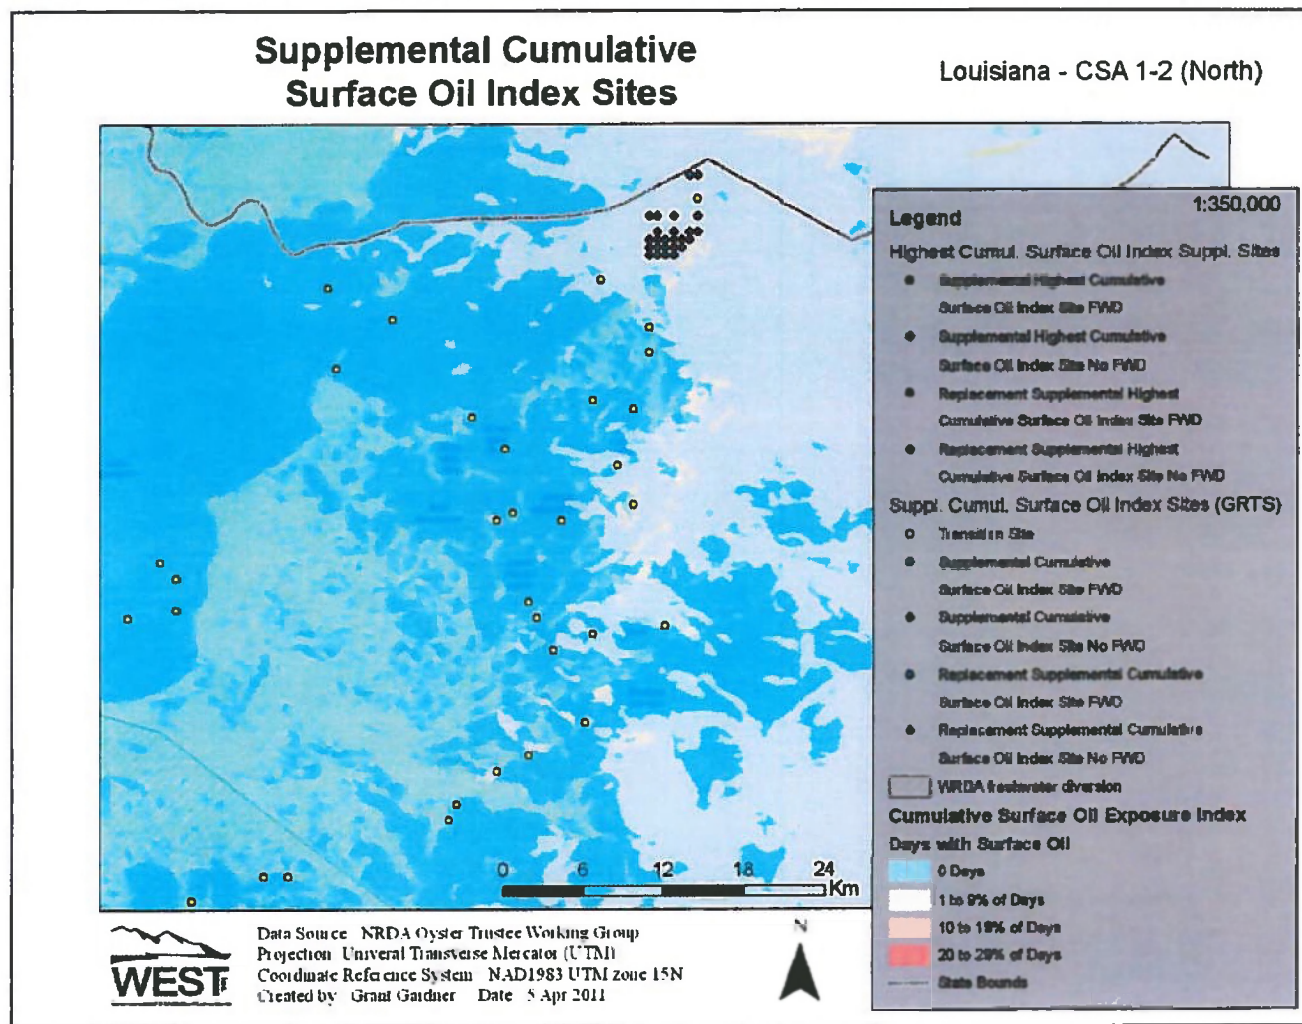 Supplemental Cumulative
Surface Oil Index Sites
Louisiana - CSA 1-2 (North)
Legend
1:350,000
Highest Cumul. Surface Oil Index Suppl. Sites
Supplemental Highest Cumulative
Surface Oil Index Site FWD
Supplemental Highest Cumulative
Surface Oil Index Site No FWD
Replacement Supplemental Highest
Cumulative Surface Oil Index Site FWD
Replacement Supplemental Highest
Cumulative Surface Oil Index Site No FWD
Suppl. Cumul. Surface Oil Index Sites (GRTS)
Transition Site
Supplemental Cumulative
Surface Oil Index Site FWD
Supplemental Cumulative
Surface Oil Index Site No FWD
Replacement Supplemental Cumulative
Surface Oil Index Site FWD
Replacement Supplemental Cumulative
Surface Oil Index Site No FWD
WRDA freshwater diversion
Cumulative Surface Oil Exposure Index
Days with Surface Oil
0 Days
1 to 9% of Days
10 to 19% of Days
20 to 29% of Days
State Bounds
0 6 12 18 24
Km
N
WEST
Data Source NRDA Oyster Trustee Working Group
Projection Univeral Transverse Mercator (UTM)
Coordinate Reference System NAD1983 UTM zone 15N
Created by Grant Gardner Date 5 Apr 2011